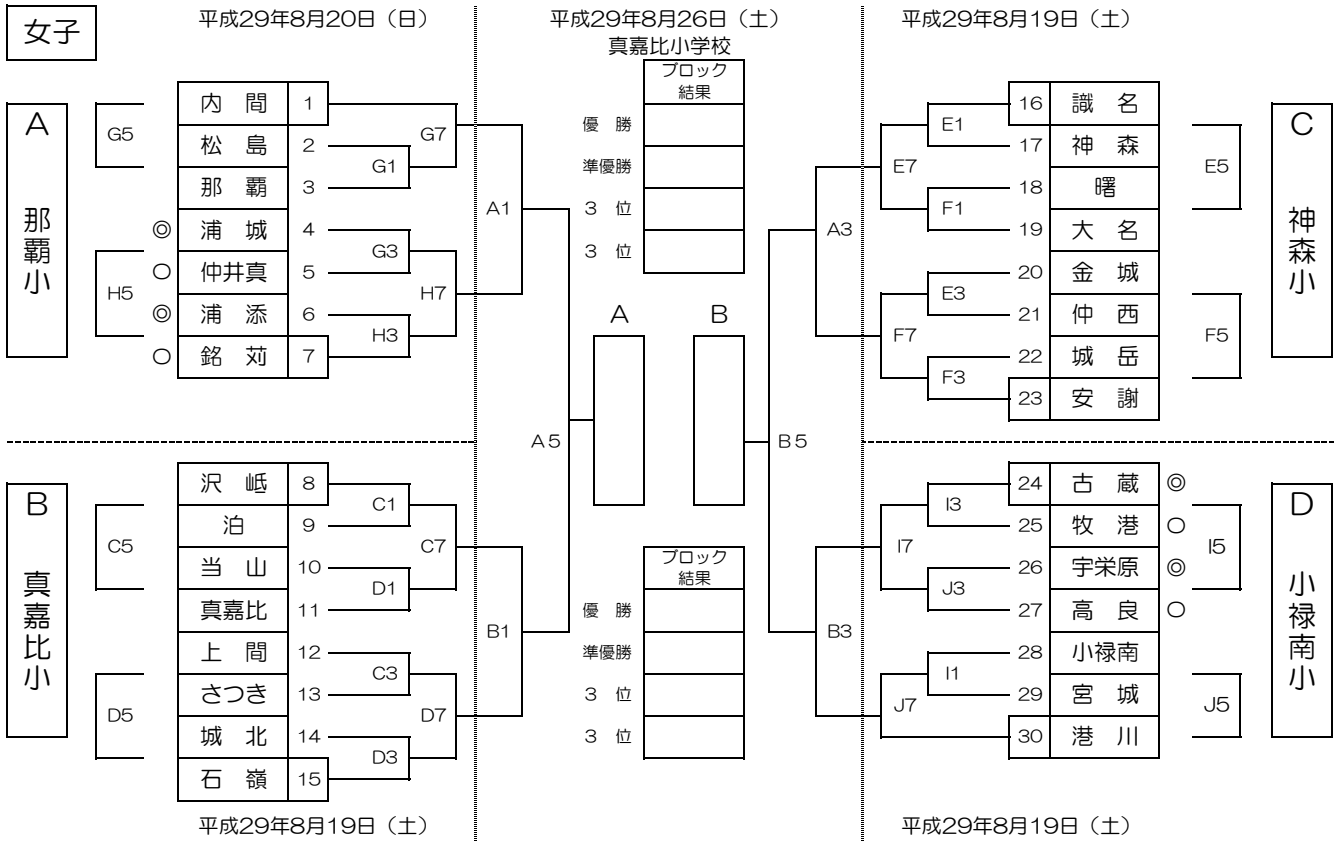 女子
平成29年8月20日（日）
平成29年8月26日（土）
真嘉比小学校
平成29年8月19日（土）
A
那覇小
G5
H5
内 間 1
松 島 2
那 覇 3
◎ 浦 城 4
○ 仲井真 5
◎ 浦 添 6
○ 銘 苅 7
G1
G3
H3
G7
H7
A1
B
真嘉比小
C5
D5
沢 岻 8
泊 9
当 山 10
真嘉比 11
上 間 12
さつき 13
城 北 14
石 嶺 15
C1
D1
C3
D3
C7
D7
B1
平成29年8月19日（土）
A5
ブロック
結果
優 勝
準優勝
3 位
3 位
A
B
ブロック
結果
優 勝
準優勝
3 位
3 位
B5
A3
E7
F7
E1
F1
E3
F3
16 識 名
17 神 森
18 曙
19 大 名
20 金 城
21 仲 西
22 城 岳
23 安 謝
E5
F5
C
神森小
B3
I7
J7
I3
J3
I1
24 古 蔵 ◎
25 牧 港 ○
26 宇栄原 ◎
27 高 良 ○
28 小禄南
29 宮 城
30 港 川
I5
J5
D
小禄南小
平成29年8月19日（土）